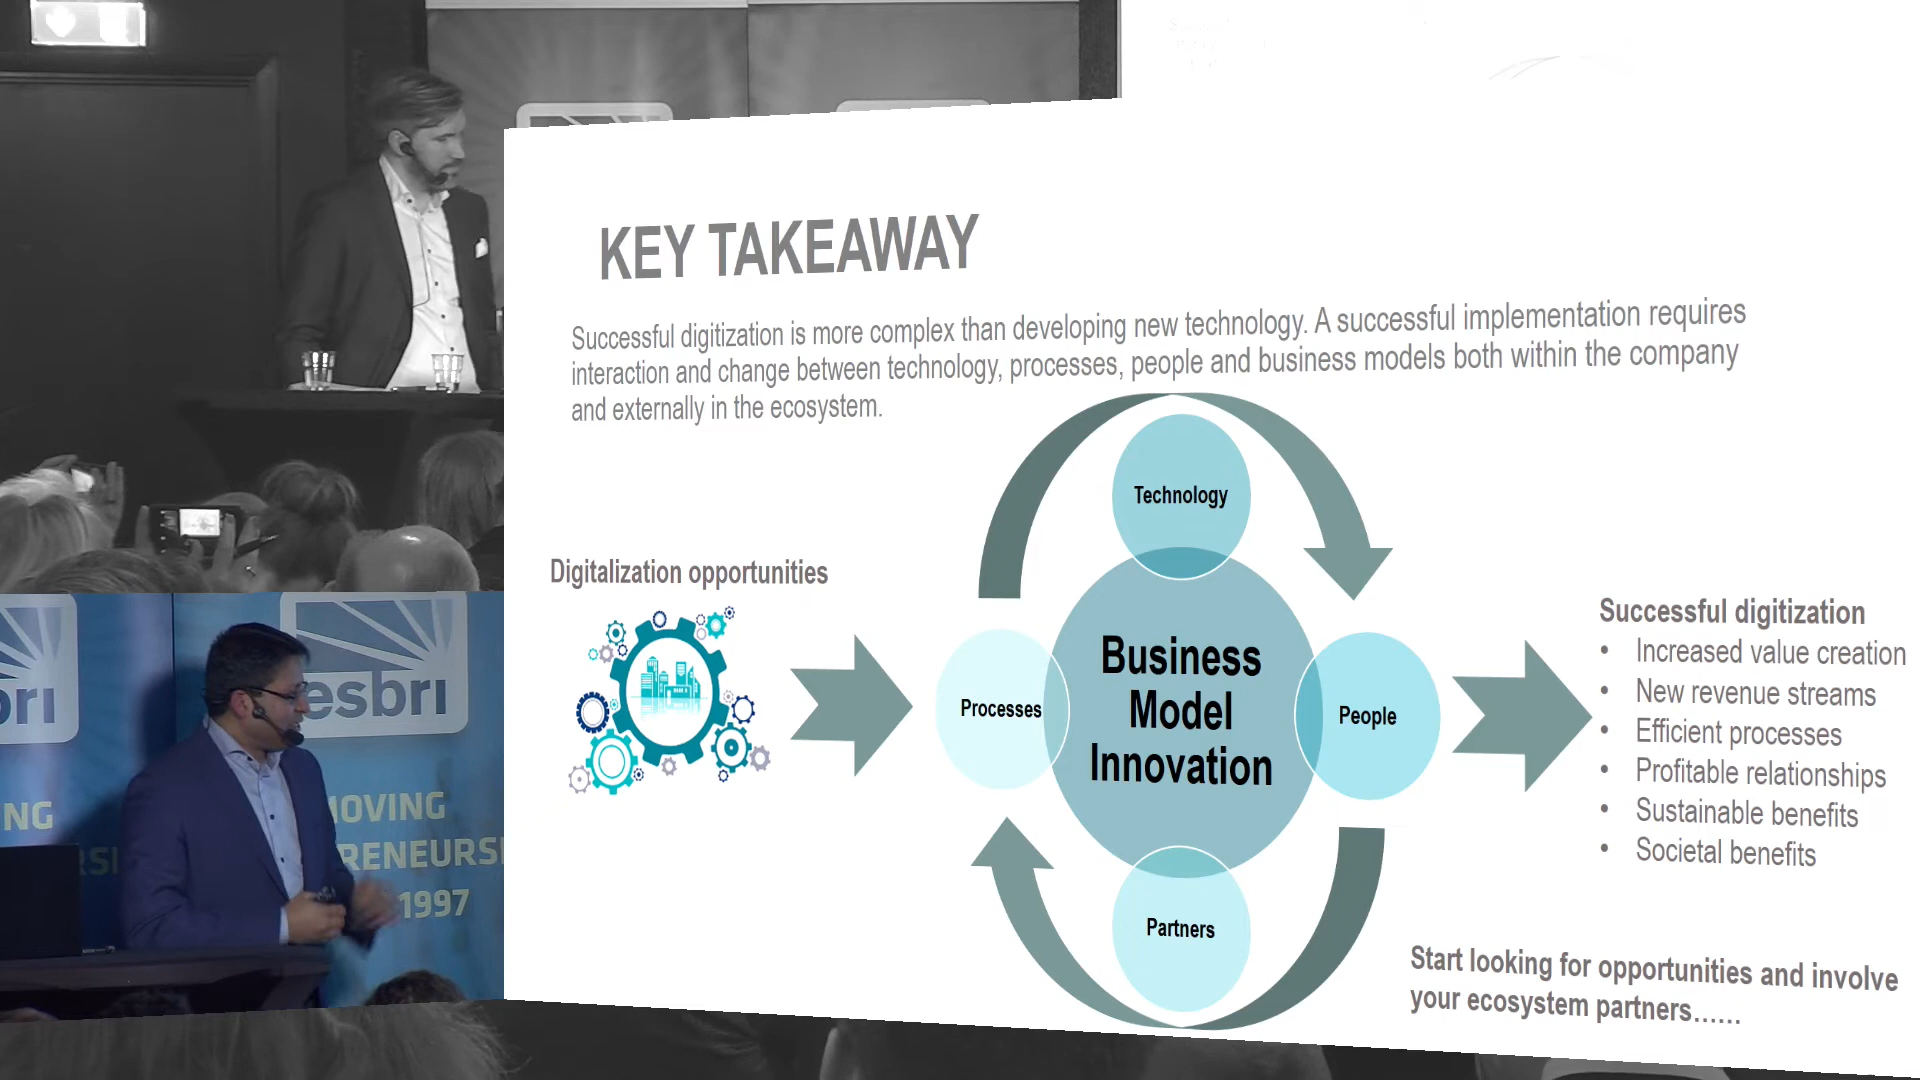 KEY TAKEAWAY
Successful digitization is more complex than developing new technology. A successful implementation requires
interaction and change between technology, processes, people and business models both within the company
and externally in the ecosystem.
Technology
Digitalization opportunities
Processes
Business
Model
Innovation
People
Partners
Successful digitization
• Increased value creation
• New revenue streams
• Efficient processes
• Profitable relationships
• Sustainable benefits
• Societal benefits
Start looking for opportunities and involve
your ecosystem partners......
bri
esbri
NG
MOVING
RSI
RENEURS
1997